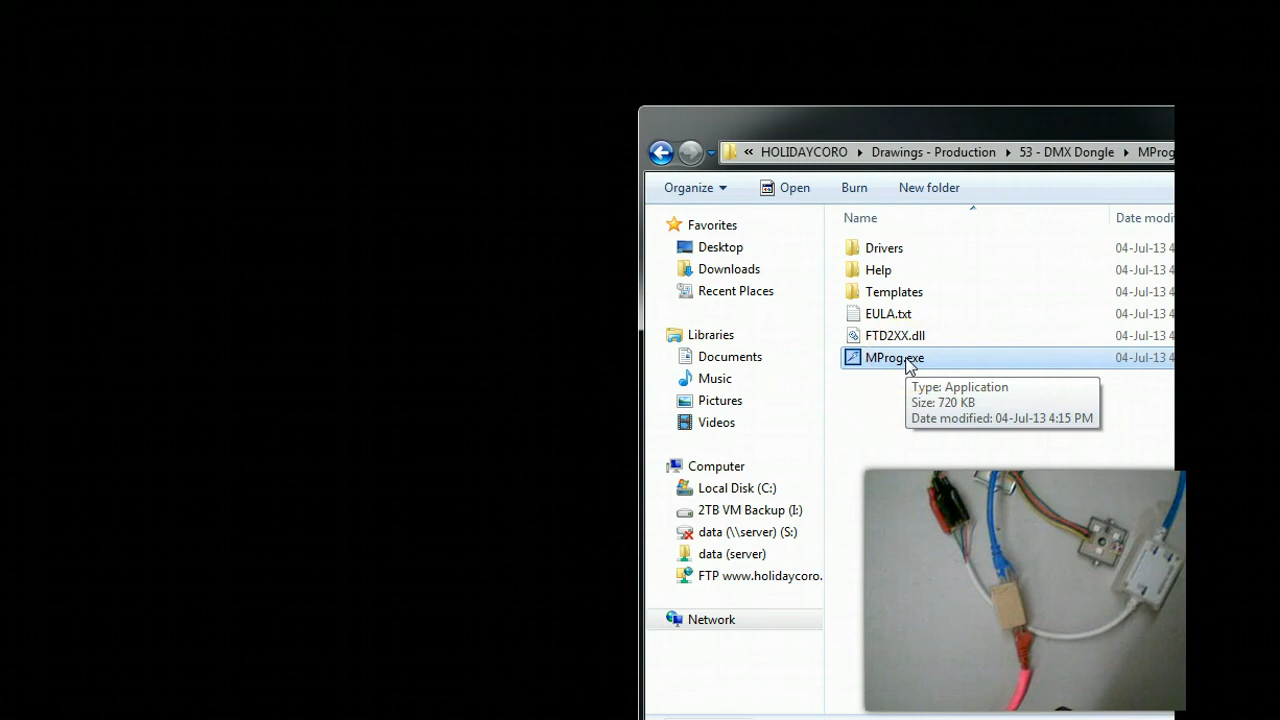 « HOLIDAYCORO Drawings - Production 53 - DMX Dongle MProg
Organize Open Burn New folder
Name Date modi
Favorites
Desktop
Downloads
Recent Places
Libraries
Documents
Music
Pictures
Videos
Computer
Local Disk (C:)
2TB VM Backup (I:)
data (\\server) (S:)
data (server)
FTP www.holidaycoro.
Network
Drivers 04-Jul-13 4
Help 04-Jul-13 4
Templates 04-Jul-13 4
EULA.txt 04-Jul-13 4
FTD2XX.dll 04-Jul-13 4
MProg.exe 04-Jul-13 4
Type: Application
Size: 720 KB
Date modified: 04-Jul-13 4:15 PM